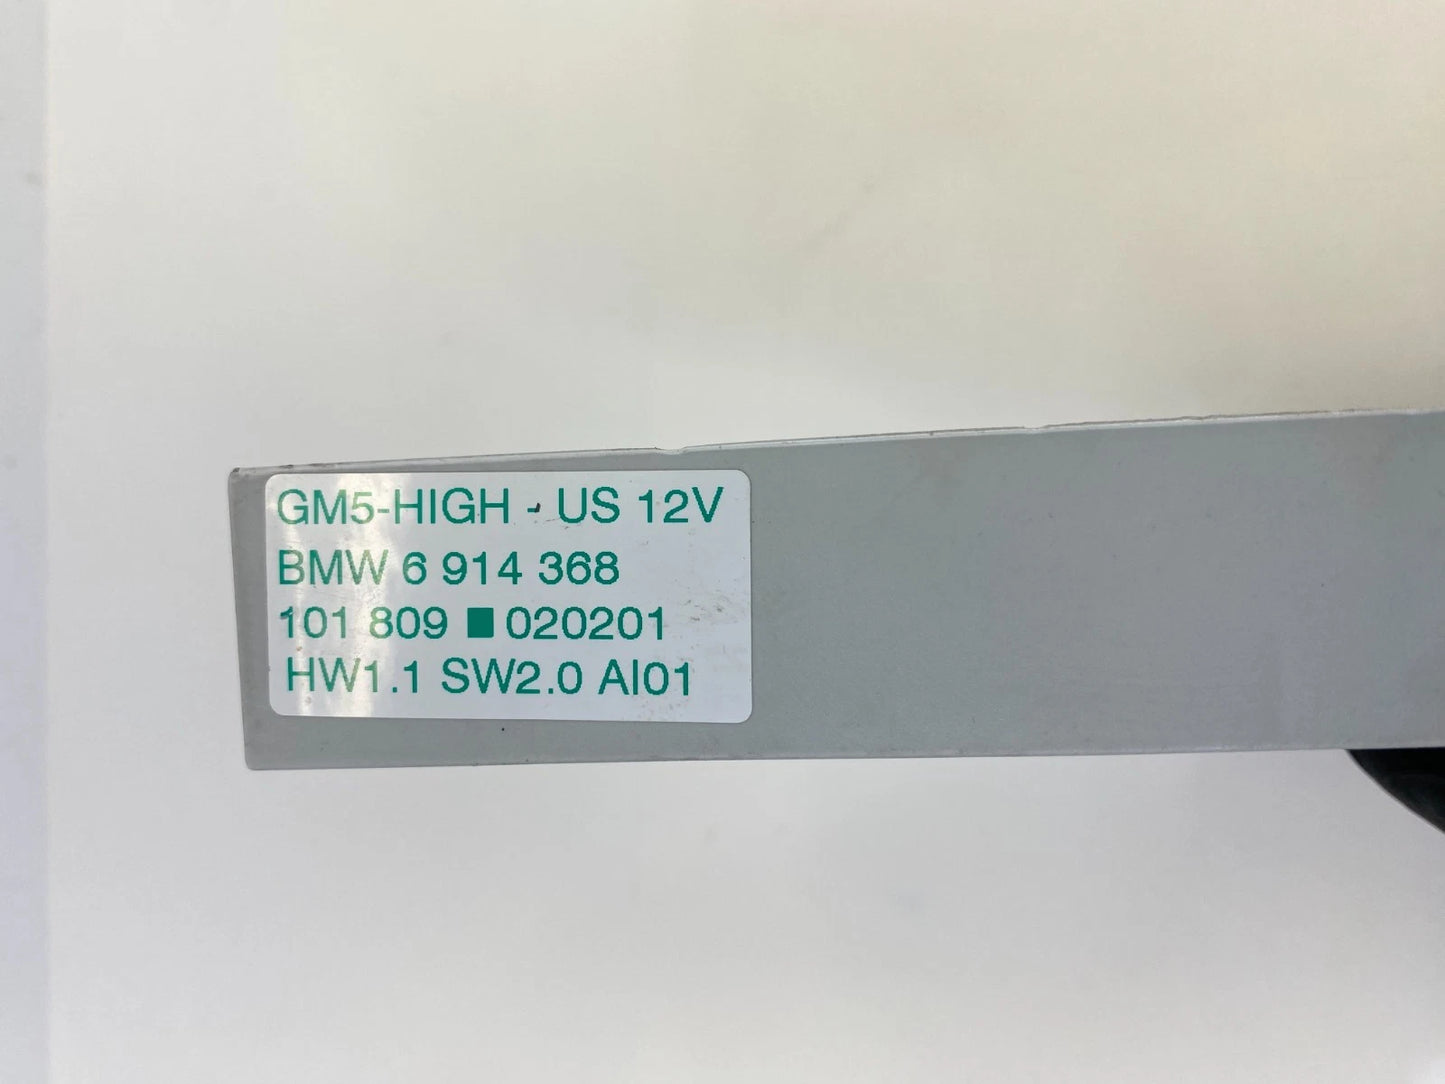 GM5-HIGH - US 12V
BMW 6 914 368
101 809 ■ 020201
HW1.1 SW2.0 AI01